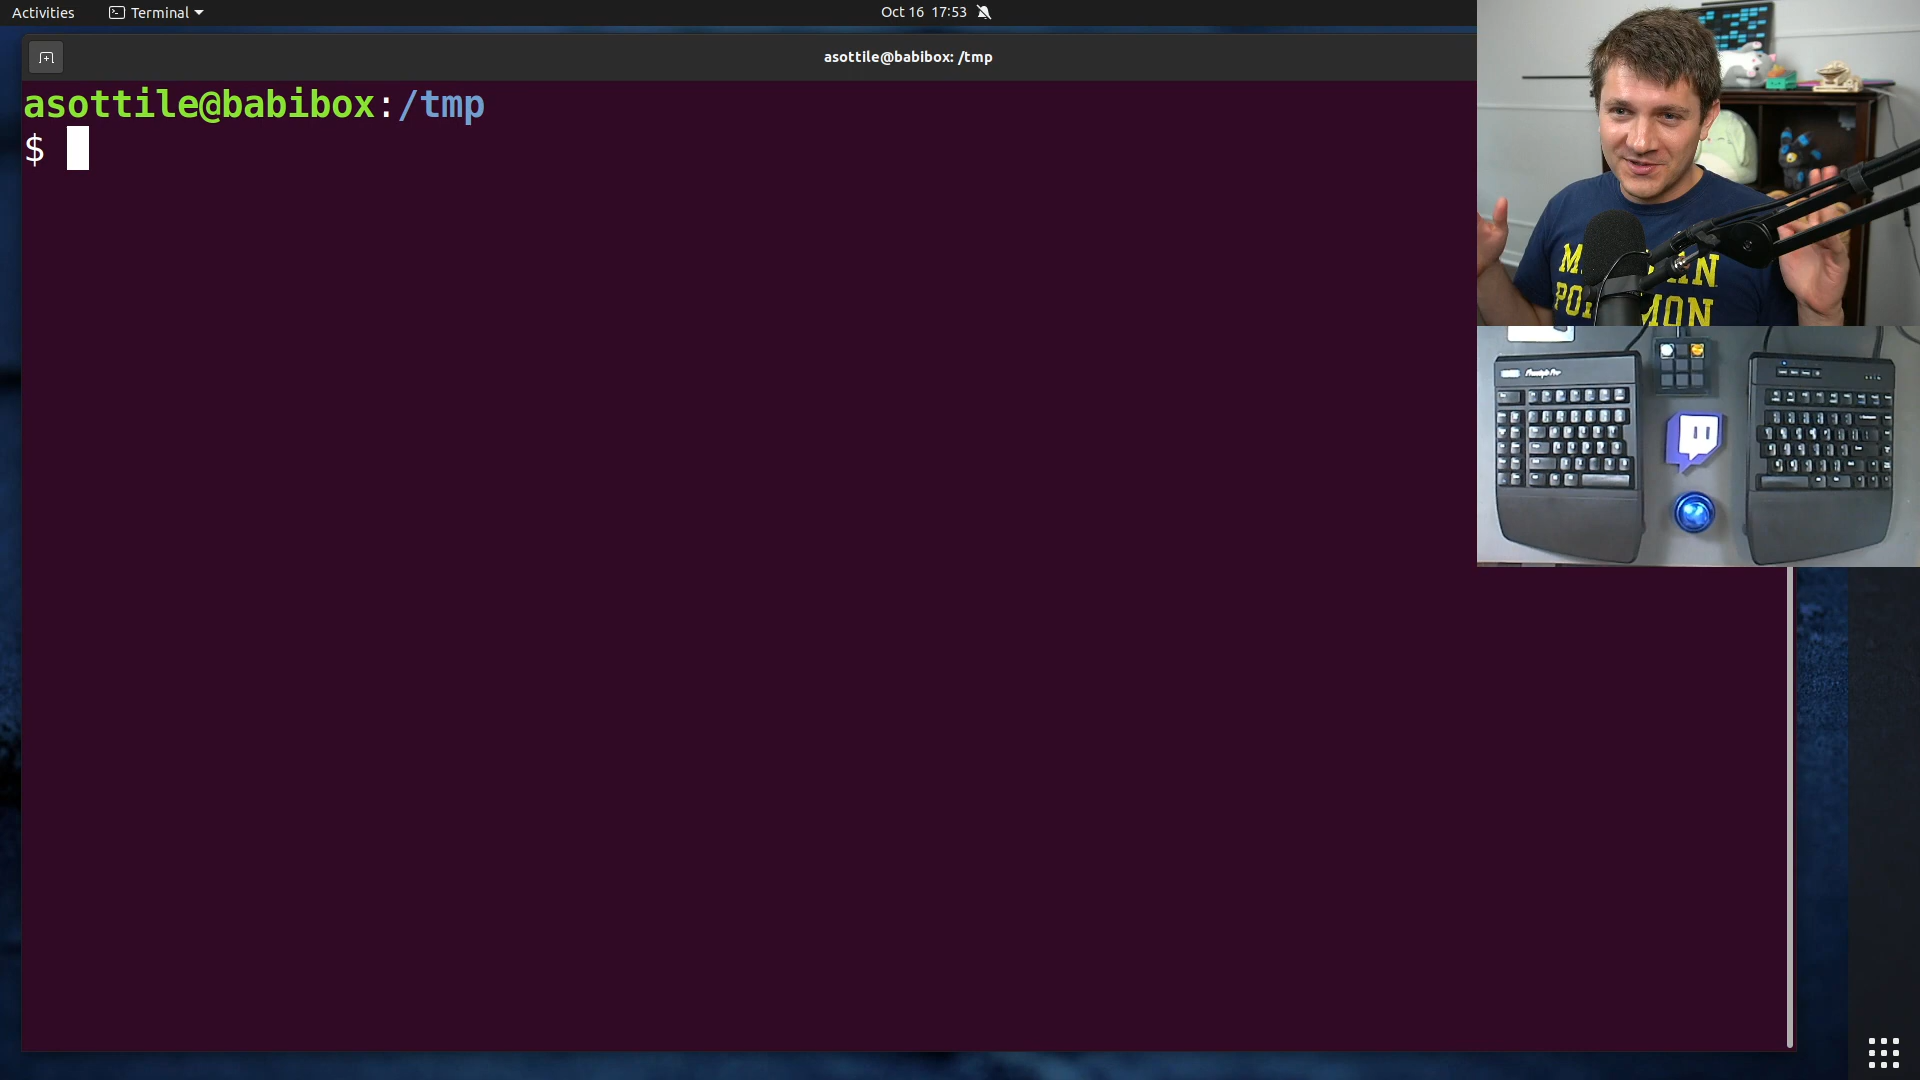 Activities
Terminal
Oct 16 17:53
asottile@babibox: /tmp
asottile@babibox:/tmp
$